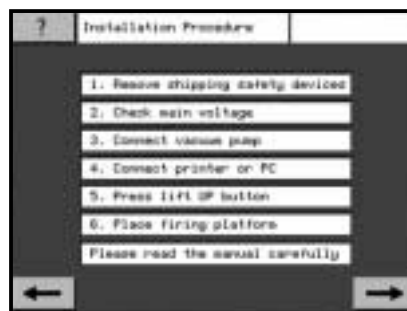 ?
Installation Procedure
1. Remove shipping safety devices
2. Check main voltage
3. Connect vacuum pump
4. Connect printer or PC
5. Press lift UP button
6. Place firing platform
Please read the manual carefully